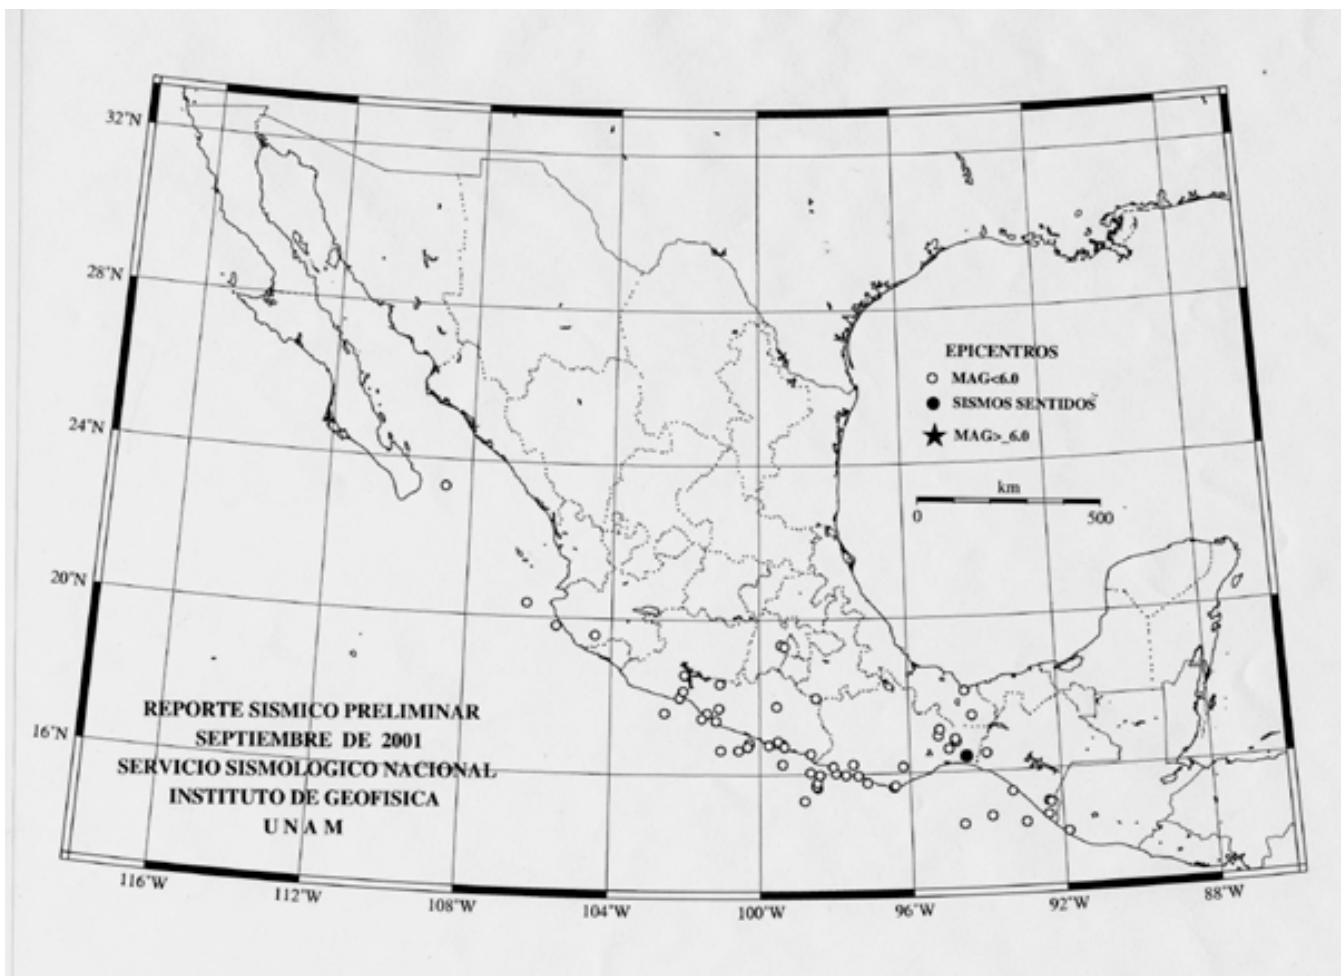 32°N
28°N
24°N
20°N
16°N
EPICENTROS
MAG<6.0
SISMOS SENTIDOS
MAG>_6.0
km
0 500
REPORTE SISMICO PRELIMINAR
SEPTIEMBRE DE 2001
SERVICIO SISMOLOGICO NACIONAL
INSTITUTO DE GEOFISICA
U N A M
116°W 112°W 108°W 104°W 100°W 96°W 92°W 88°W